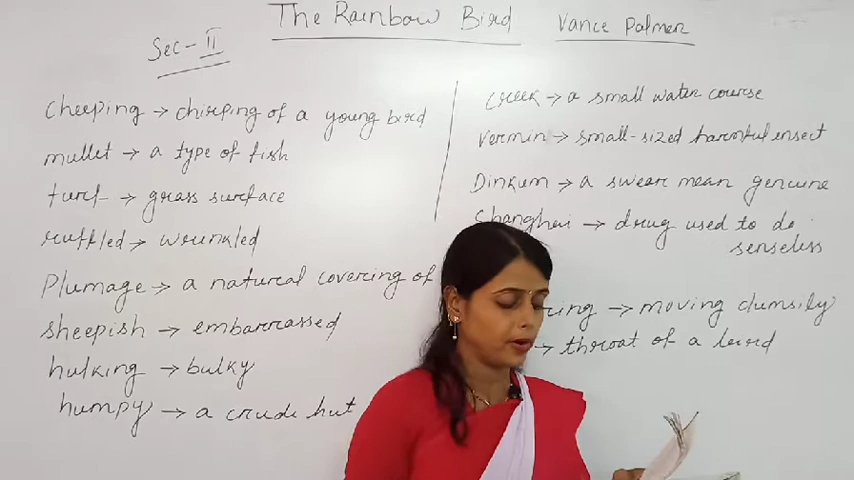 The Rainbow Bird Vance Palmer
Sec - II
cheeping → chirping of a young bird
mullet → a type of fish
turf → grass surface
ruffled → wrinkled
Plumage → a natural covering of
sheepish → embarrassed
hulking → bulky
humpy → a crude hut
creek → a small water course
vermin → small-sized harmful insect
Dinkum → a swear mean genuine
Shanghai → drug used to do
senseless
ring → moving clumsily
→ throat of a bird